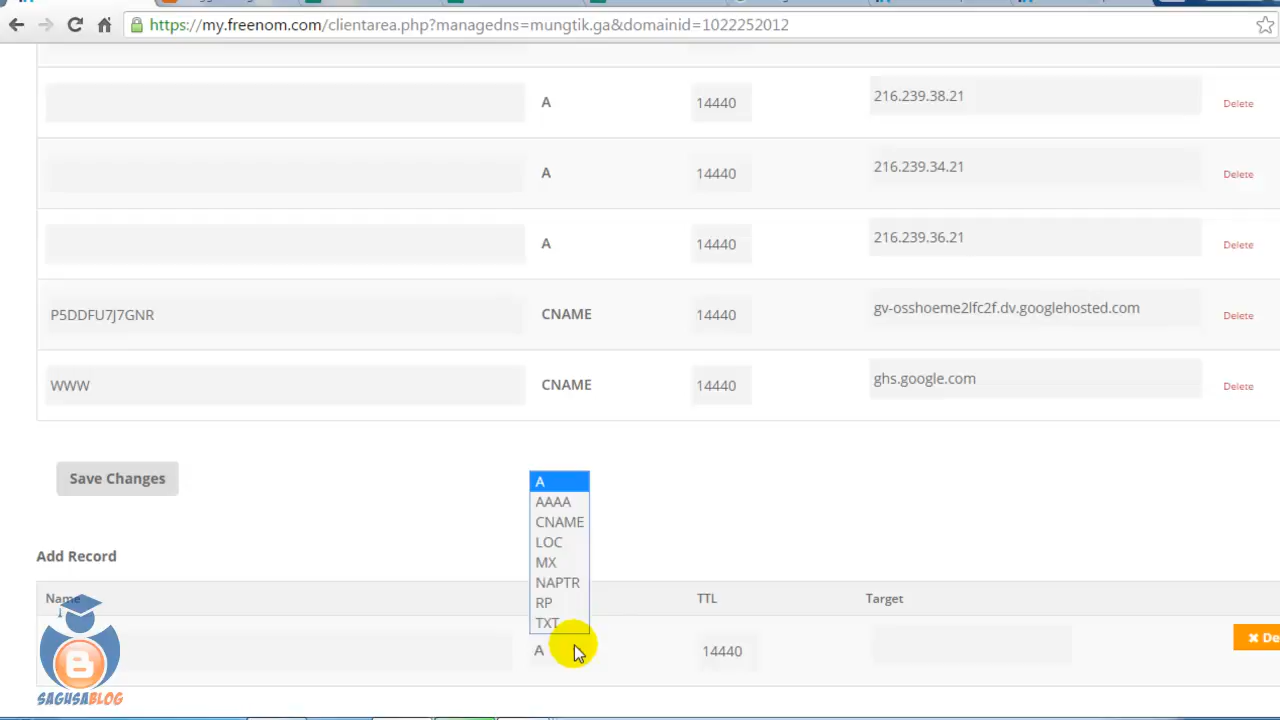 https://my.freenom.com/clientarea.php?managedns=mungtik.ga&domainid=1022252012
A 14440 216.239.38.21 Delete
A 14440 216.239.34.21 Delete
A 14440 216.239.36.21 Delete
P5DDFU7J7GNR CNAME 14440 gv-osshoeme2lfc2f.dv.googlehosted.com Delete
WWW CNAME 14440 ghs.google.com Delete
Save Changes
A
AAAA
CNAME
LOC
MX
NAPTR
RP
TXT
Add Record
Name TTL Target
A 14440 De
SAGUSABLOG